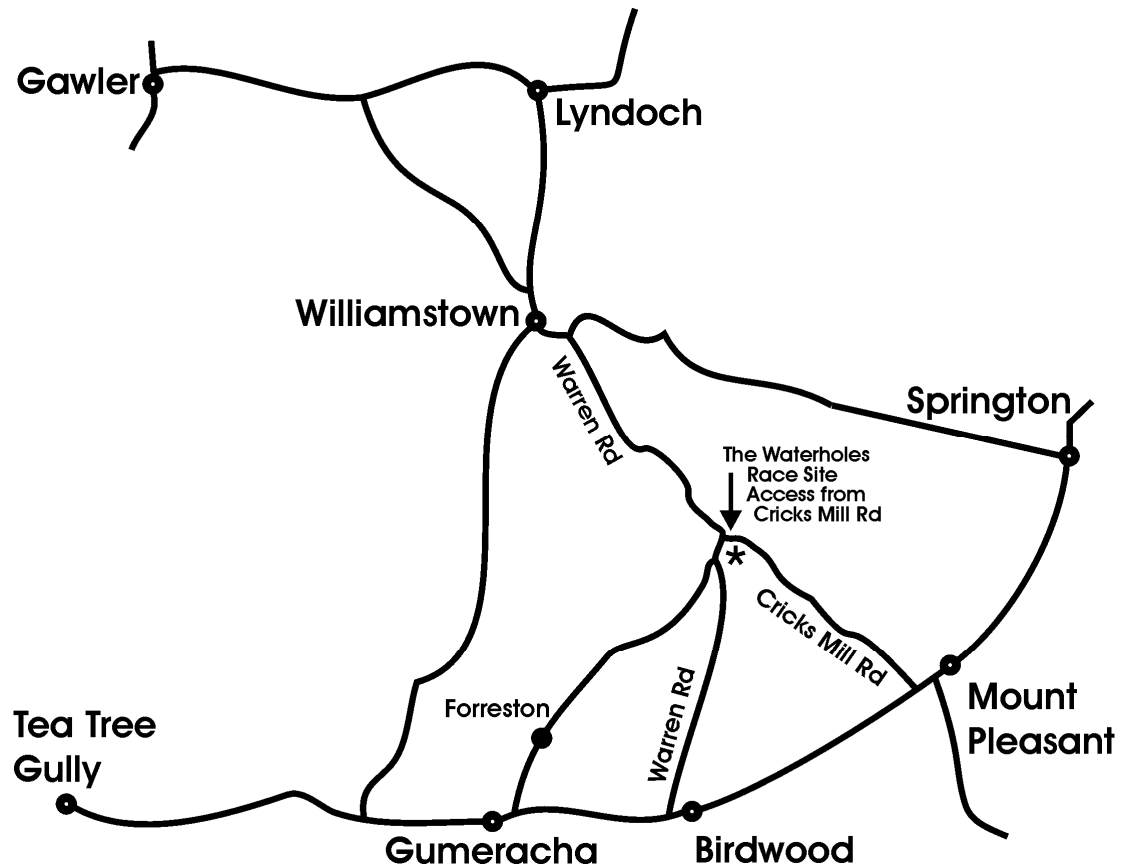 Gawler
Lyndoch
Williamstown
Warren Rd
Springton
The Waterholes
Race Site
Access from
Cricks Mill Rd
*
Cricks Mill Rd
Warren Rd
Forreston
Mount
Pleasant
Tea Tree
Gully
Gumeracha
Birdwood